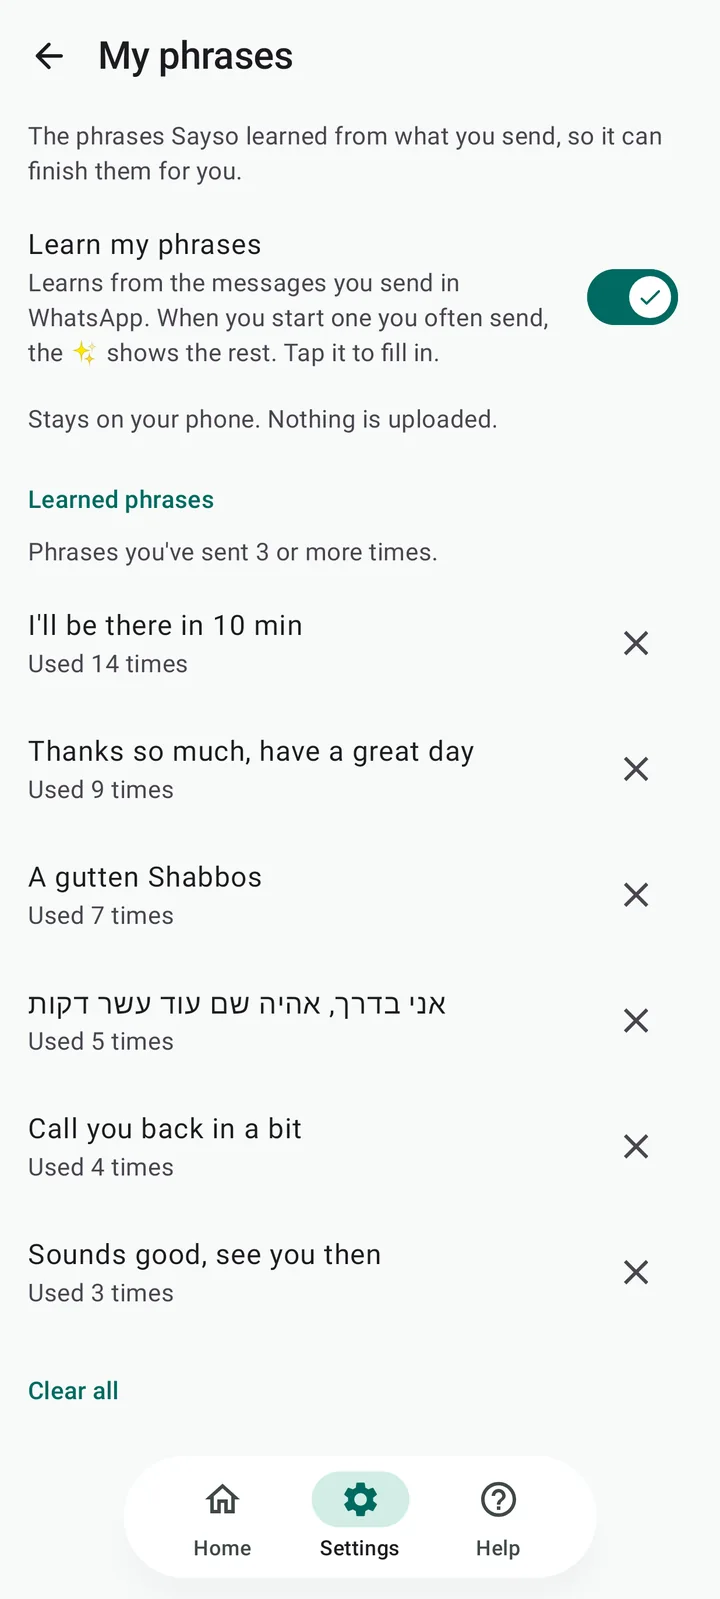 My phrases
The phrases Sayso learned from what you send, so it can
finish them for you.
Learn my phrases
Learns from the messages you send in
WhatsApp. When you start one you often send,
the ✨ shows the rest. Tap it to fill in.
Stays on your phone. Nothing is uploaded.
Learned phrases
Phrases you've sent 3 or more times.
I'll be there in 10 min
Used 14 times
Thanks so much, have a great day
Used 9 times
A gutten Shabbos
Used 7 times
אני בדרך, אהיה שם עוד עשר דקות
Used 5 times
Call you back in a bit
Used 4 times
Sounds good, see you then
Used 3 times
Clear all
Home
Settings
Help